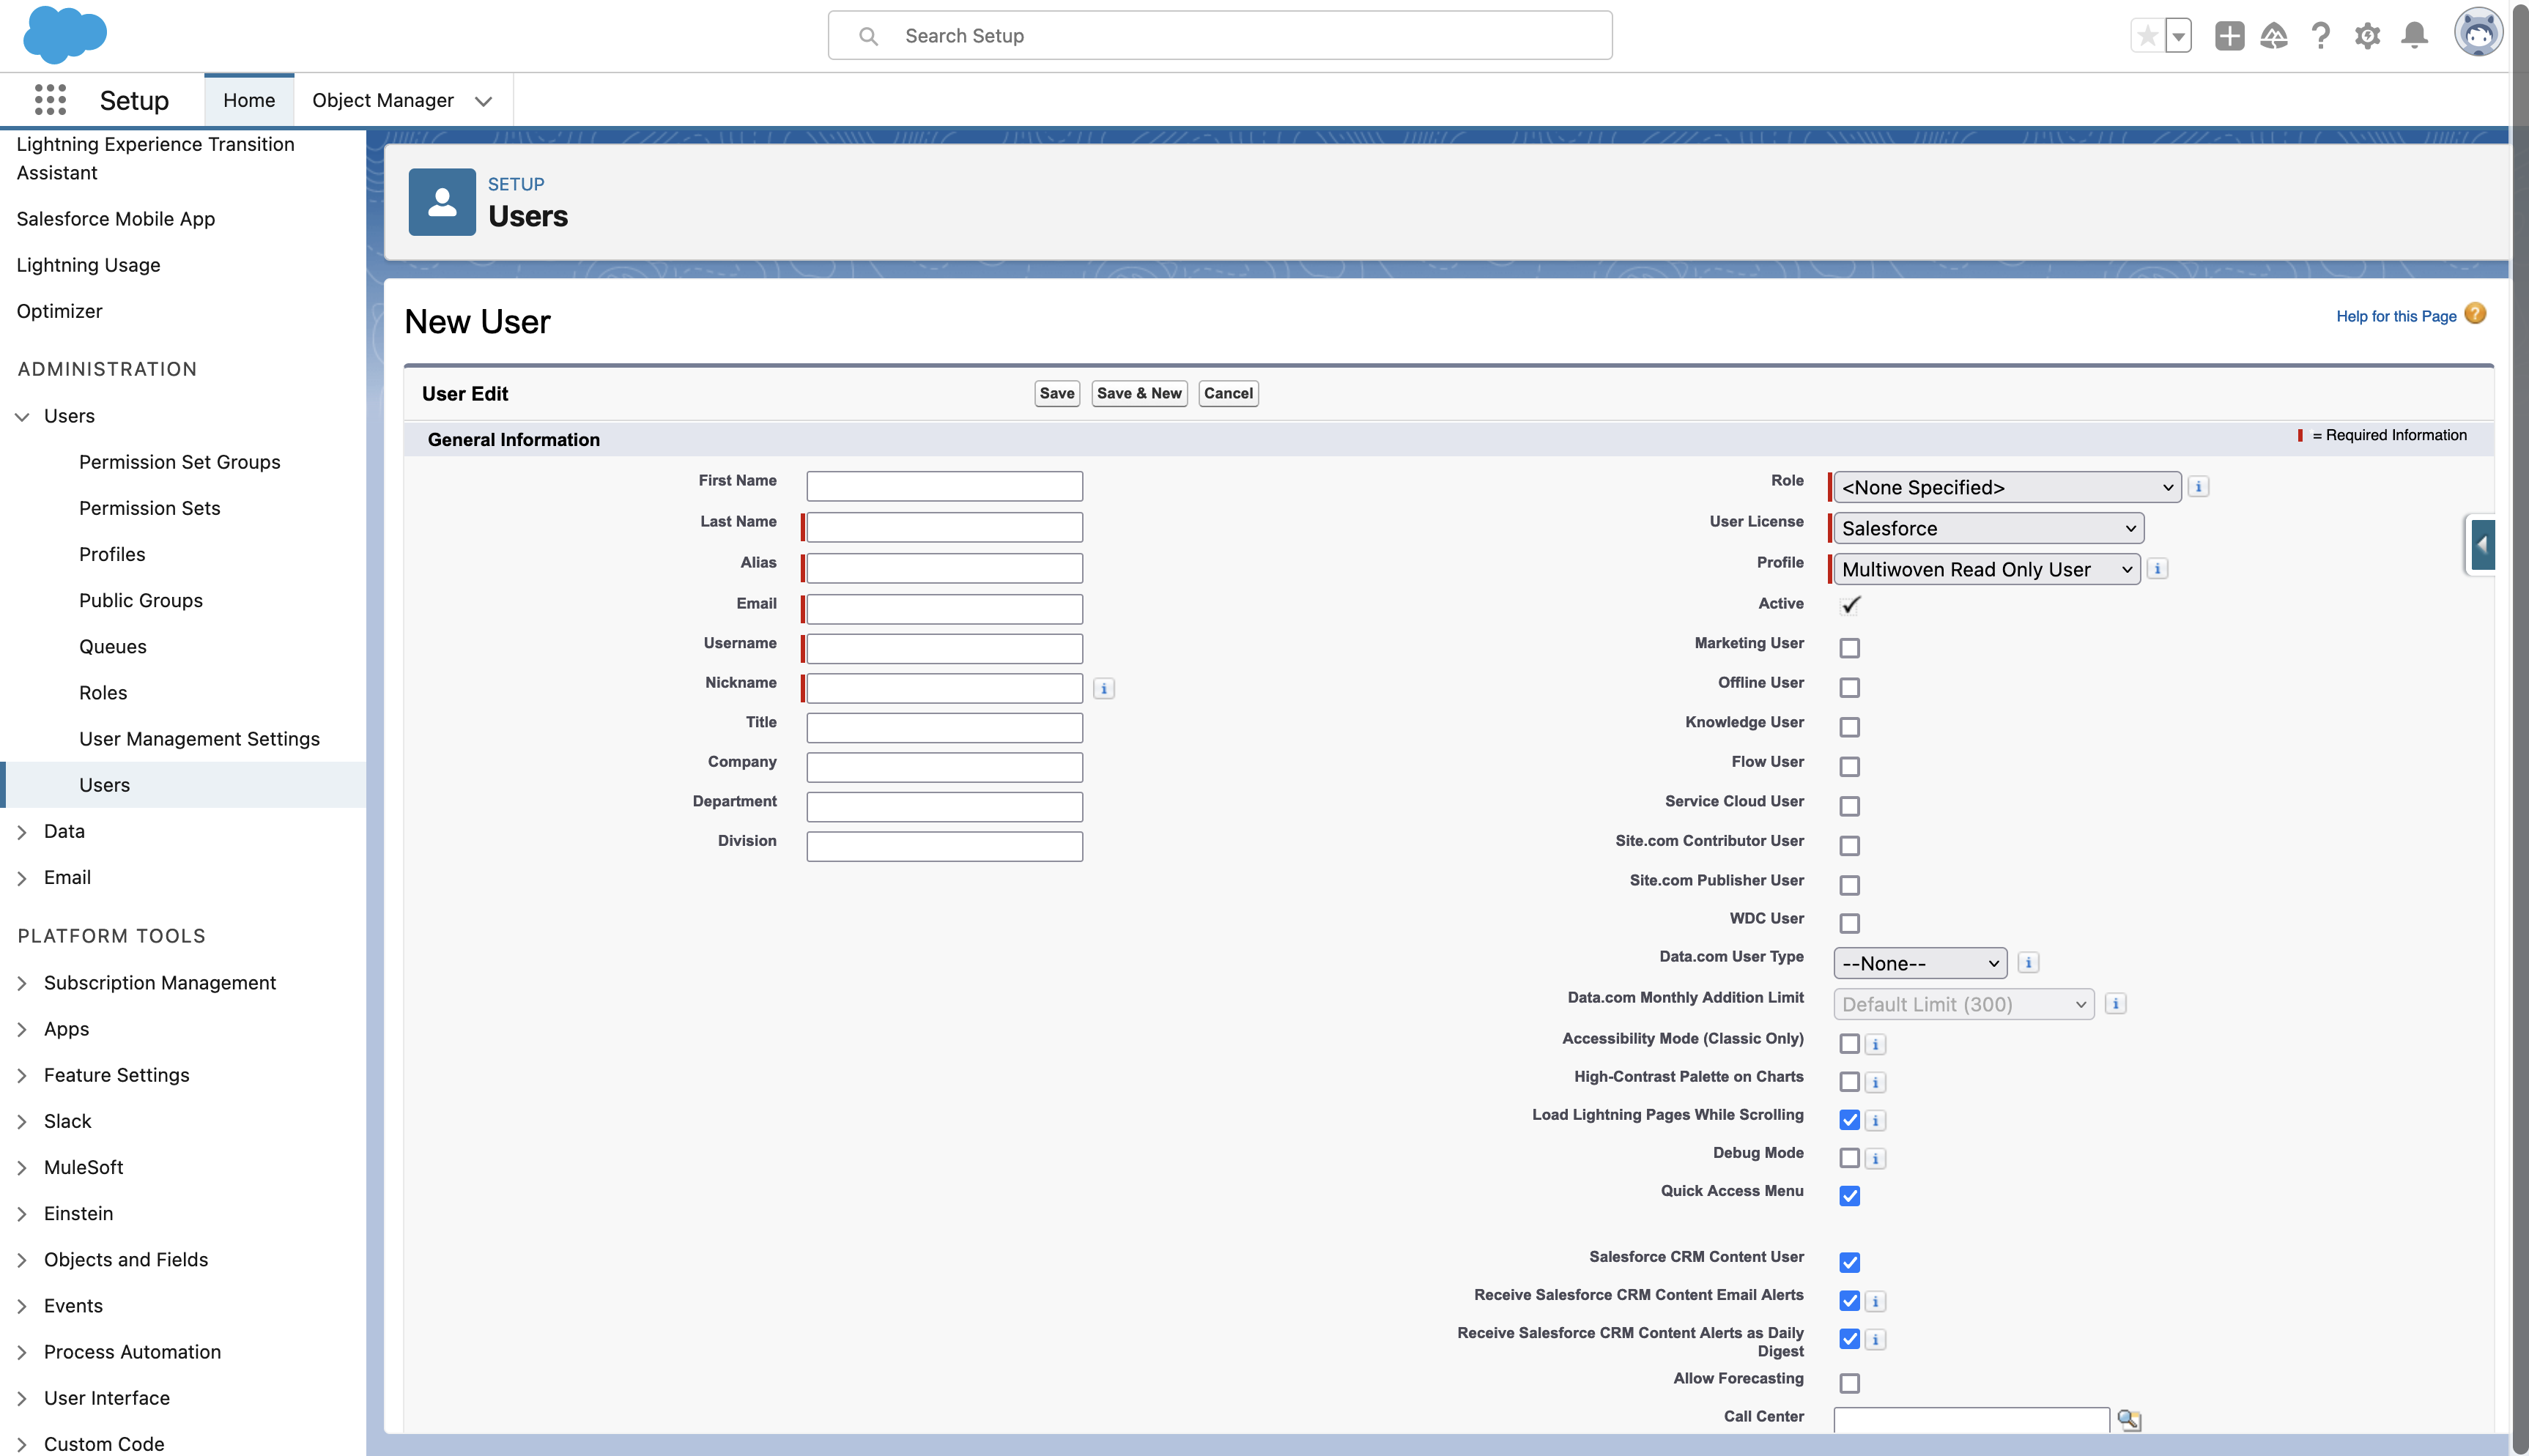 Search Setup
Setup
Home
Object Manager
Lightning Experience Transition
Assistant
Salesforce Mobile App
Lightning Usage
Optimizer
ADMINISTRATION
Users
Permission Set Groups
Permission Sets
Profiles
Public Groups
Queues
Roles
User Management Settings
Users
Data
Email
PLATFORM TOOLS
Subscription Management
Apps
Feature Settings
Slack
MuleSoft
Einstein
Objects and Fields
Events
Process Automation
User Interface
Custom Code
SETUP
Users
New User
Help for this Page
User Edit
Save
Save & New
Cancel
General Information
= Required Information
First Name
Last Name
Alias
Email
Username
Nickname
Title
Company
Department
Division
Role
<None Specified>
User License
Salesforce
Profile
Multiwoven Read Only User
Active
Marketing User
Offline User
Knowledge User
Flow User
Service Cloud User
Site.com Contributor User
Site.com Publisher User
WDC User
Data.com User Type
--None--
Data.com Monthly Addition Limit
Default Limit (300)
Accessibility Mode (Classic Only)
High-Contrast Palette on Charts
Load Lightning Pages While Scrolling
Debug Mode
Quick Access Menu
Salesforce CRM Content User
Receive Salesforce CRM Content Email Alerts
Receive Salesforce CRM Content Alerts as Daily
Digest
Allow Forecasting
Call Center